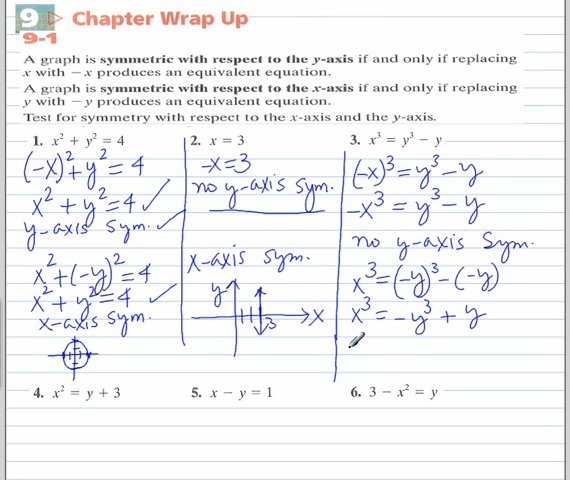 9 Chapter Wrap Up
9-1
A graph is symmetric with respect to the y-axis if and only if replacing
x with −x produces an equivalent equation.
A graph is symmetric with respect to the x-axis if and only if replacing
y with −y produces an equivalent equation.
Test for symmetry with respect to the x-axis and the y-axis.
1. x² + y² = 4
(-x)² + y² = 4
x² + y² = 4 ✓
y-axis sym. ✓
x² + (-y)² = 4
x² + y² = 4 ✓
x-axis sym.
2. x = 3
-x = 3
no y-axis sym.
x-axis sym.
y
x
3
3. x³ = y³ − y
(-x)³ = y³ - y
-x³ = y³ - y
no y-axis sym.
x³ = (-y)³ - (-y)
x³ = -y³ + y
4. x² = y + 3
5. x − y = 1
6. 3 − x² = y